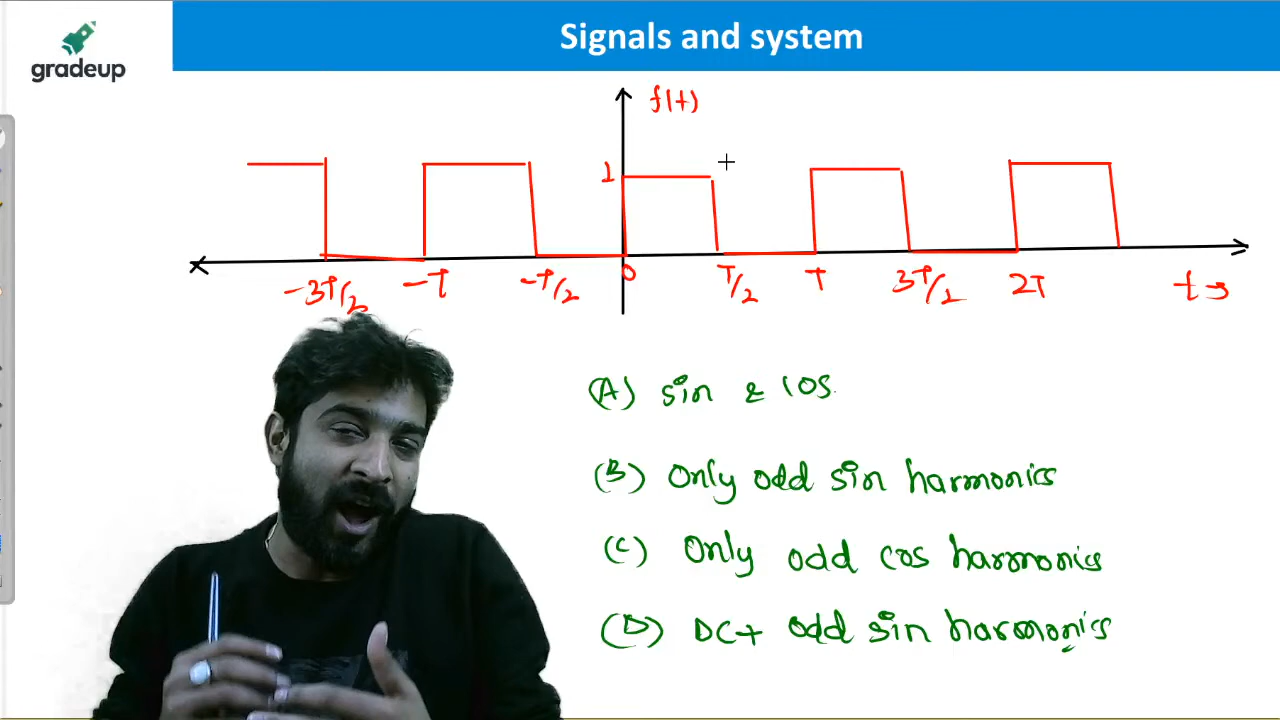 Signals and system
gradeup
f(t)
1
-3T/2 -T -T/2 0 T/2 T 3T/2 2T t→
(A) sin & cos
(B) Only odd sin harmonics
(C) Only odd cos harmonics
(D) DC+ odd sin harmonics